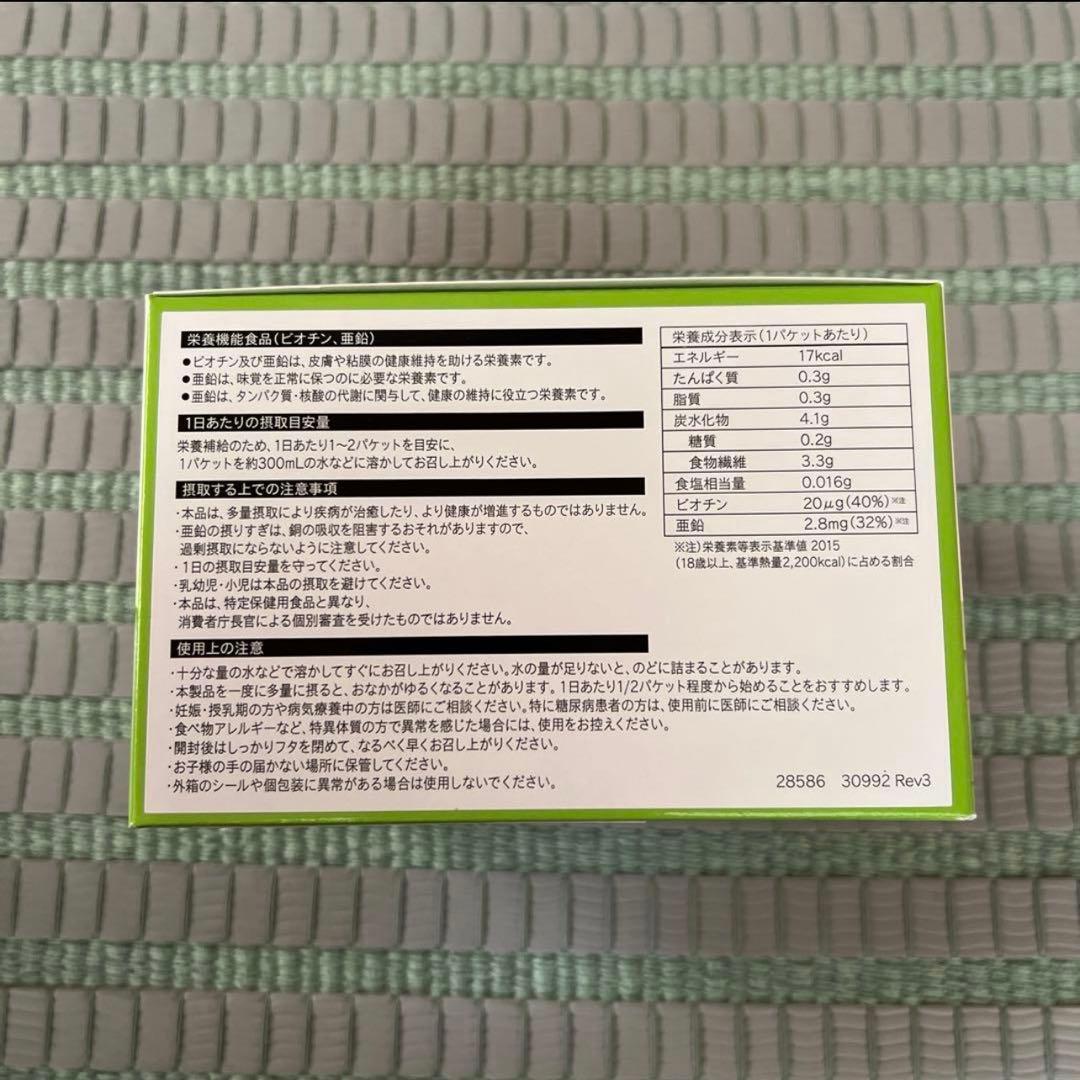 栄養機能食品(ビオチン、亜鉛)
●ビオチン及び亜鉛は、皮膚や粘膜の健康維持を助ける栄養素です。
●亜鉛は、味覚を正常に保つのに必要な栄養素です。
●亜鉛は、タンパク質・核酸の代謝に関与して、健康の維持に役立つ栄養素です。
1日あたりの摂取目安量
栄養補給のため、1日あたり1～2パケットを目安に、
1パケットを約300mLの水などに溶かしてお召し上がりください。
摂取する上での注意事項
・本品は、多量摂取により疾病が治癒したり、より健康が増進するものではありません。
・亜鉛の摂りすぎは、銅の吸収を阻害するおそれがありますので、
過剰摂取にならないように注意してください。
・1日の摂取目安量を守ってください。
・乳幼児・小児は本品の摂取を避けてください。
・本品は、特定保健用食品と異なり、
消費者庁長官による個別審査を受けたものではありません。
使用上の注意
・十分な量の水などで溶かしてすぐにお召し上がりください。水の量が足りないと、のどに詰まることがあります。
・本製品を一度に多量に摂ると、おなかがゆるくなることがあります。1日あたり1/2パケット程度から始めることをおすすめします。
・妊娠・授乳期の方や病気療養中の方は医師にご相談ください。特に糖尿病患者の方は、使用前に医師にご相談ください。
・食べ物アレルギーなど、特異体質の方で異常を感じた場合には、使用をお控えください。
・開封後はしっかりフタを閉めて、なるべく早くお召し上がりください。
・お子様の手の届かない場所に保管してください。
・外箱のシールや個包装に異常がある場合は使用しないでください。
栄養成分表示(1パケットあたり)
エネルギー 17kcal
たんぱく質 0.3g
脂質 0.3g
炭水化物 4.1g
糖質 0.2g
食物繊維 3.3g
食塩相当量 0.016g
ビオチン 20μg(40%)※注
亜鉛 2.8mg(32%)※注
※注)栄養素等表示基準値 2015
(18歳以上、基準熱量2,200kcal)に占める割合
28586 30992 Rev3